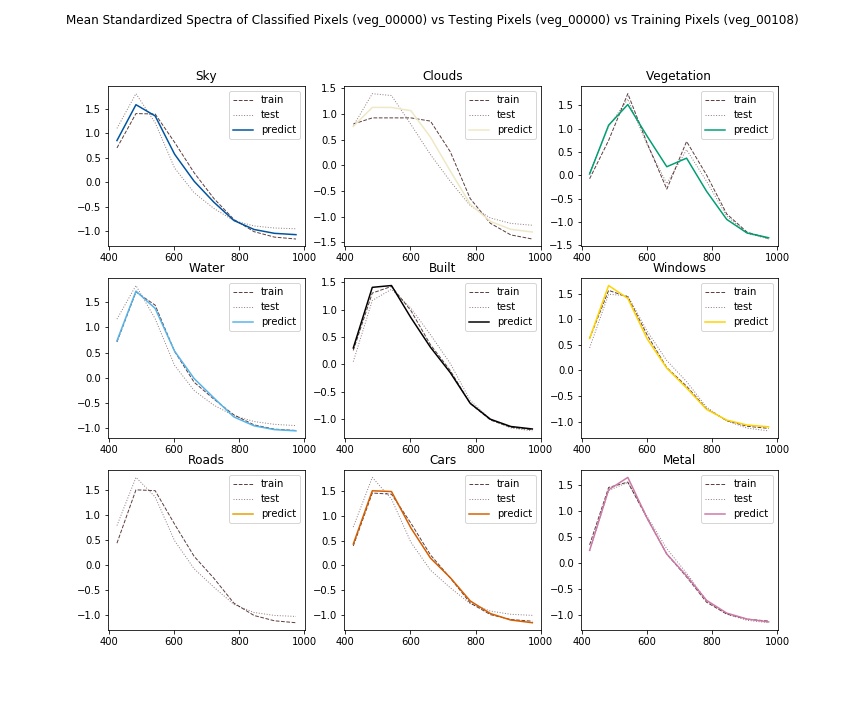 Mean Standardized Spectra of Classified Pixels (veg_00000) vs Testing Pixels (veg_00000) vs Training Pixels (veg_00108)
Sky
train
test
predict
1.5
1.0
0.5
0.0
−0.5
−1.0
400 600 800 1000
Clouds
train
test
predict
1.5
1.0
0.5
0.0
−0.5
−1.0
−1.5
400 600 800 1000
Vegetation
train
test
predict
1.5
1.0
0.5
0.0
−0.5
−1.0
−1.5
400 600 800 1000
Water
train
test
predict
1.5
1.0
0.5
0.0
−0.5
−1.0
400 600 800 1000
Built
train
test
predict
1.5
1.0
0.5
0.0
−0.5
−1.0
400 600 800 1000
Windows
train
test
predict
1.5
1.0
0.5
0.0
−0.5
−1.0
400 600 800 1000
Roads
train
test
predict
1.5
1.0
0.5
0.0
−0.5
−1.0
400 600 800 1000
Cars
train
test
predict
1.5
1.0
0.5
0.0
−0.5
−1.0
400 600 800 1000
Metal
train
test
predict
1.5
1.0
0.5
0.0
−0.5
−1.0
400 600 800 1000